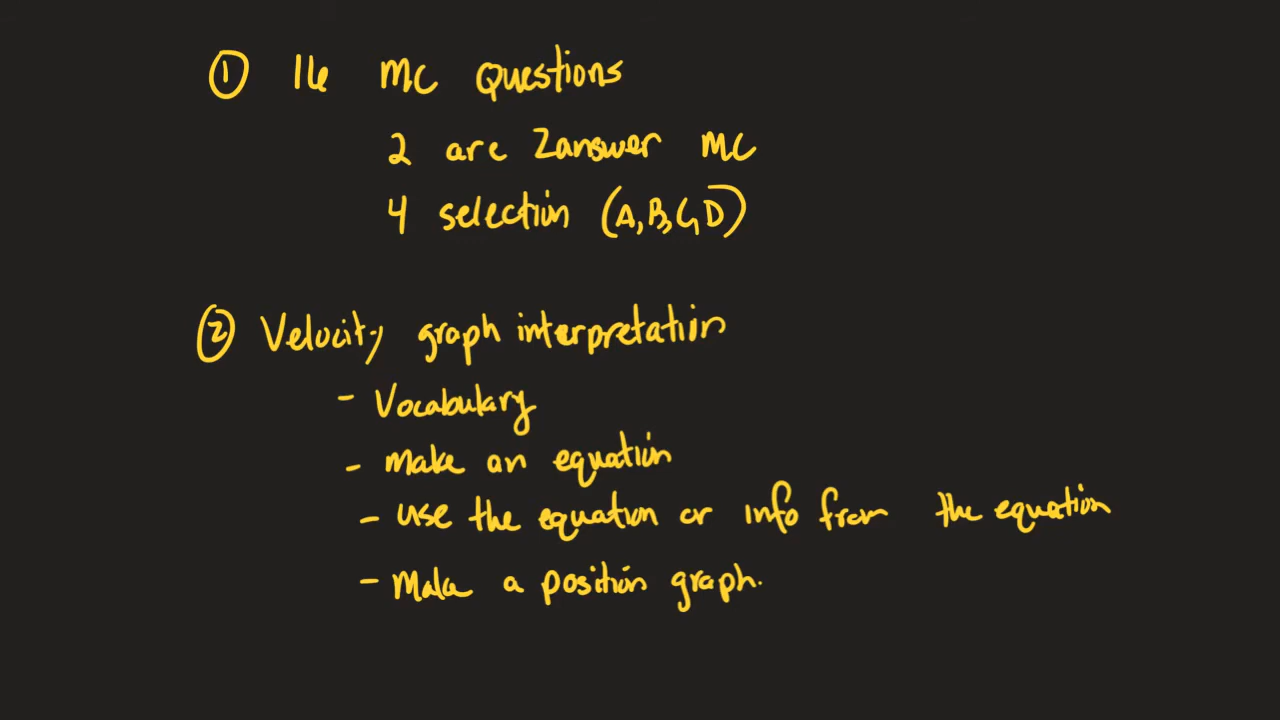 ① 16 MC Questions
2 are 2answer MC
4 selection (A,B,C,D)
② Velocity graph interpretation
- Vocabulary
- Make an equation
- use the equation or info from the equation
- Make a position graph.